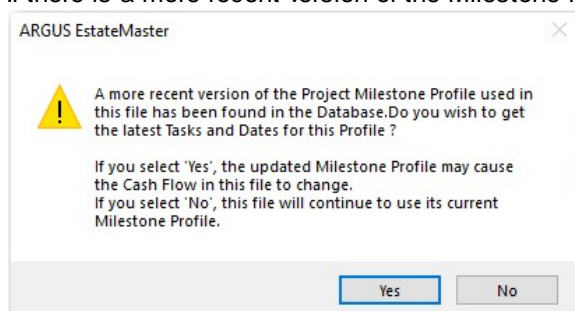 ARGUS EstateMaster
A more recent version of the Project Milestone Profile used in
this file has been found in the Database.Do you wish to get
the latest Tasks and Dates for this Profile ?
If you select 'Yes', the updated Milestone Profile may cause
the Cash Flow in this file to change.
If you select 'No', this file will continue to use its current
Milestone Profile.
Yes
No